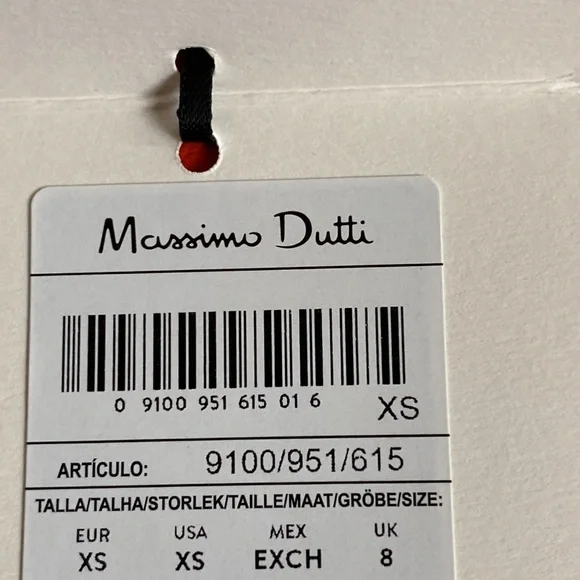 Massimo Dutti
0 9100 951 615 01 6 XS
ARTÍCULO: 9100/951/615
TALLA/TALHA/STORLEK/TAILLE/MAAT/GRÖBE/SIZE:
EUR USA MEX UK
XS XS EXCH 8